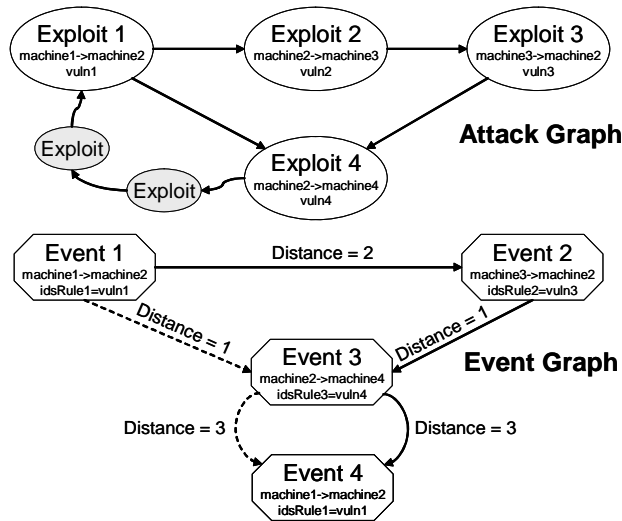 Exploit 1
machine1->machine2
vuln1
Exploit 2
machine2->machine3
vuln2
Exploit 3
machine3->machine2
vuln3
Attack Graph
Exploit
Exploit
Exploit 4
machine2->machine4
vuln4
Event 1
machine1->machine2
idsRule1=vuln1
Distance = 2
Event 2
machine3->machine2
idsRule2=vuln3
Distance = 1
Distance = 1
Event 3
machine2->machine4
idsRule3=vuln4
Event Graph
Distance = 3
Distance = 3
Event 4
machine1->machine2
idsRule1=vuln1